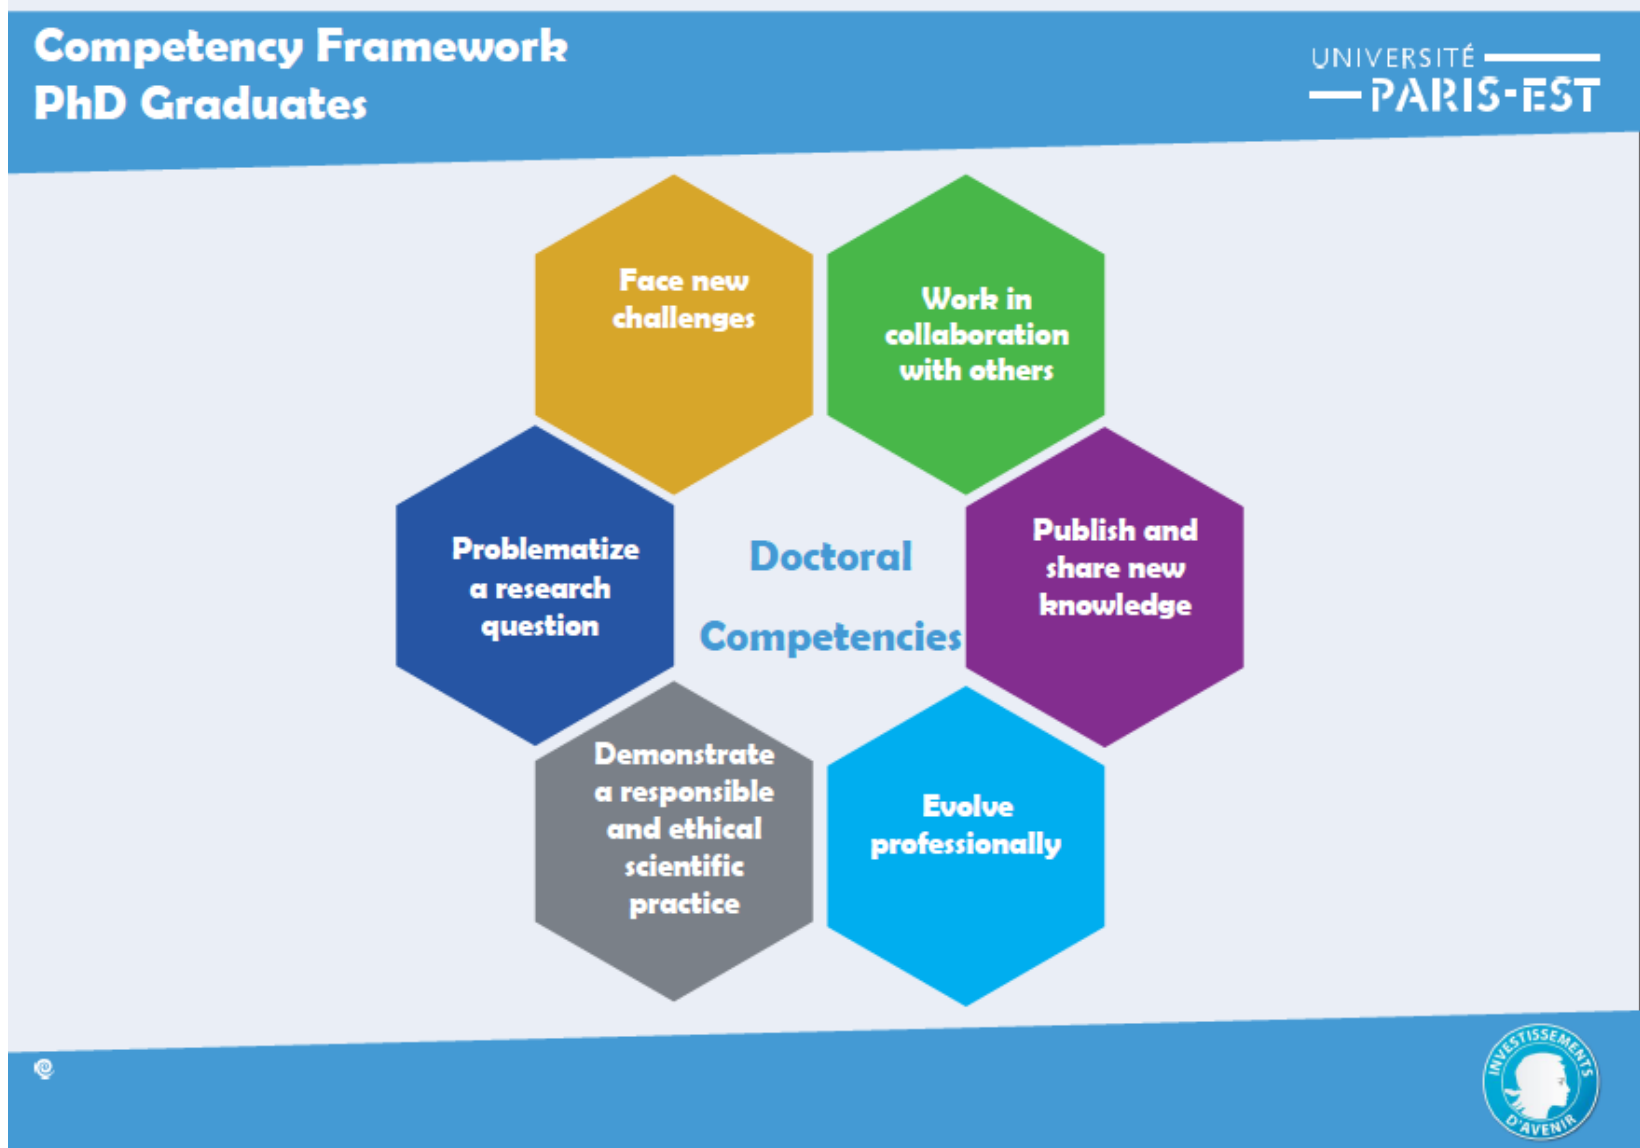 Competency Framework
PhD Graduates
UNIVERSITÉ
PARIS-EST
Face new
challenges
Work in
collaboration
with others
Problematize
a research
question
Doctoral
Competencies
Publish and
share new
knowledge
Demonstrate
a responsible
and ethical
scientific
practice
Evolve
professionally
INVESTISSEMENTS
D'AVENIR